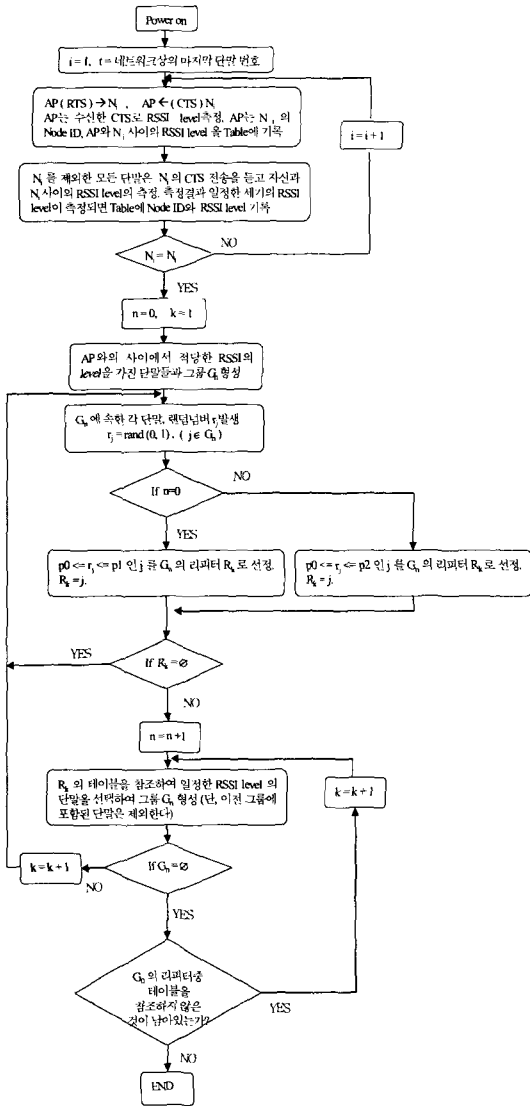 Power on
i = 1, t = 네트워크상의 마지막 단말 번호
AP ( RTS ) → Ni , AP ← ( CTS ) Ni
AP는 수신한 CTS로 RSSI level측정. AP는 Ni 의
Node ID, AP와 Ni 사이의 RSSI level 을 Table에 기록
i = i + 1
Ni 를 제외한 모든 단말은 Ni의 CTS 전송을 듣고 자신과
Ni 사이의 RSSI level의 측정. 측정결과 일정한 세기의 RSSI
level이 측정되면 Table에 Node ID와 RSSI level 기록
Ni = Nt
NO
YES
n=0, k=1
AP와의 사이에서 적당한 RSSI의
level을 가진 단말들과 그룹 Gn 형성
Gn 에 속한 각 단말, 랜덤넘버 rj 발생
rj = rand (0, 1) . ( j ∈ Gn )
If n=0
NO
YES
p0 <= rj <= p1 인 j 를 Gn 의 리피터 Rk 로 선정.
Rk = j.
p0 <= rj <= p2 인 j 를 Gn 의 리피터 Rk 로 선정.
Rk = j.
If Rk = ∅
YES
NO
n = n+1
Rk 의 테이블을 참조하여 일정한 RSSI level 의
단말을 선택하여 그룹 Gn 형성 (단, 이전 그룹에
포함된 단말은 제외한다)
k = k + 1
If Gn = ∅
k = k + 1
NO
YES
G0 의 리피터중
테이블을
참조하지 않은
것이 남아있는가?
YES
NO
END